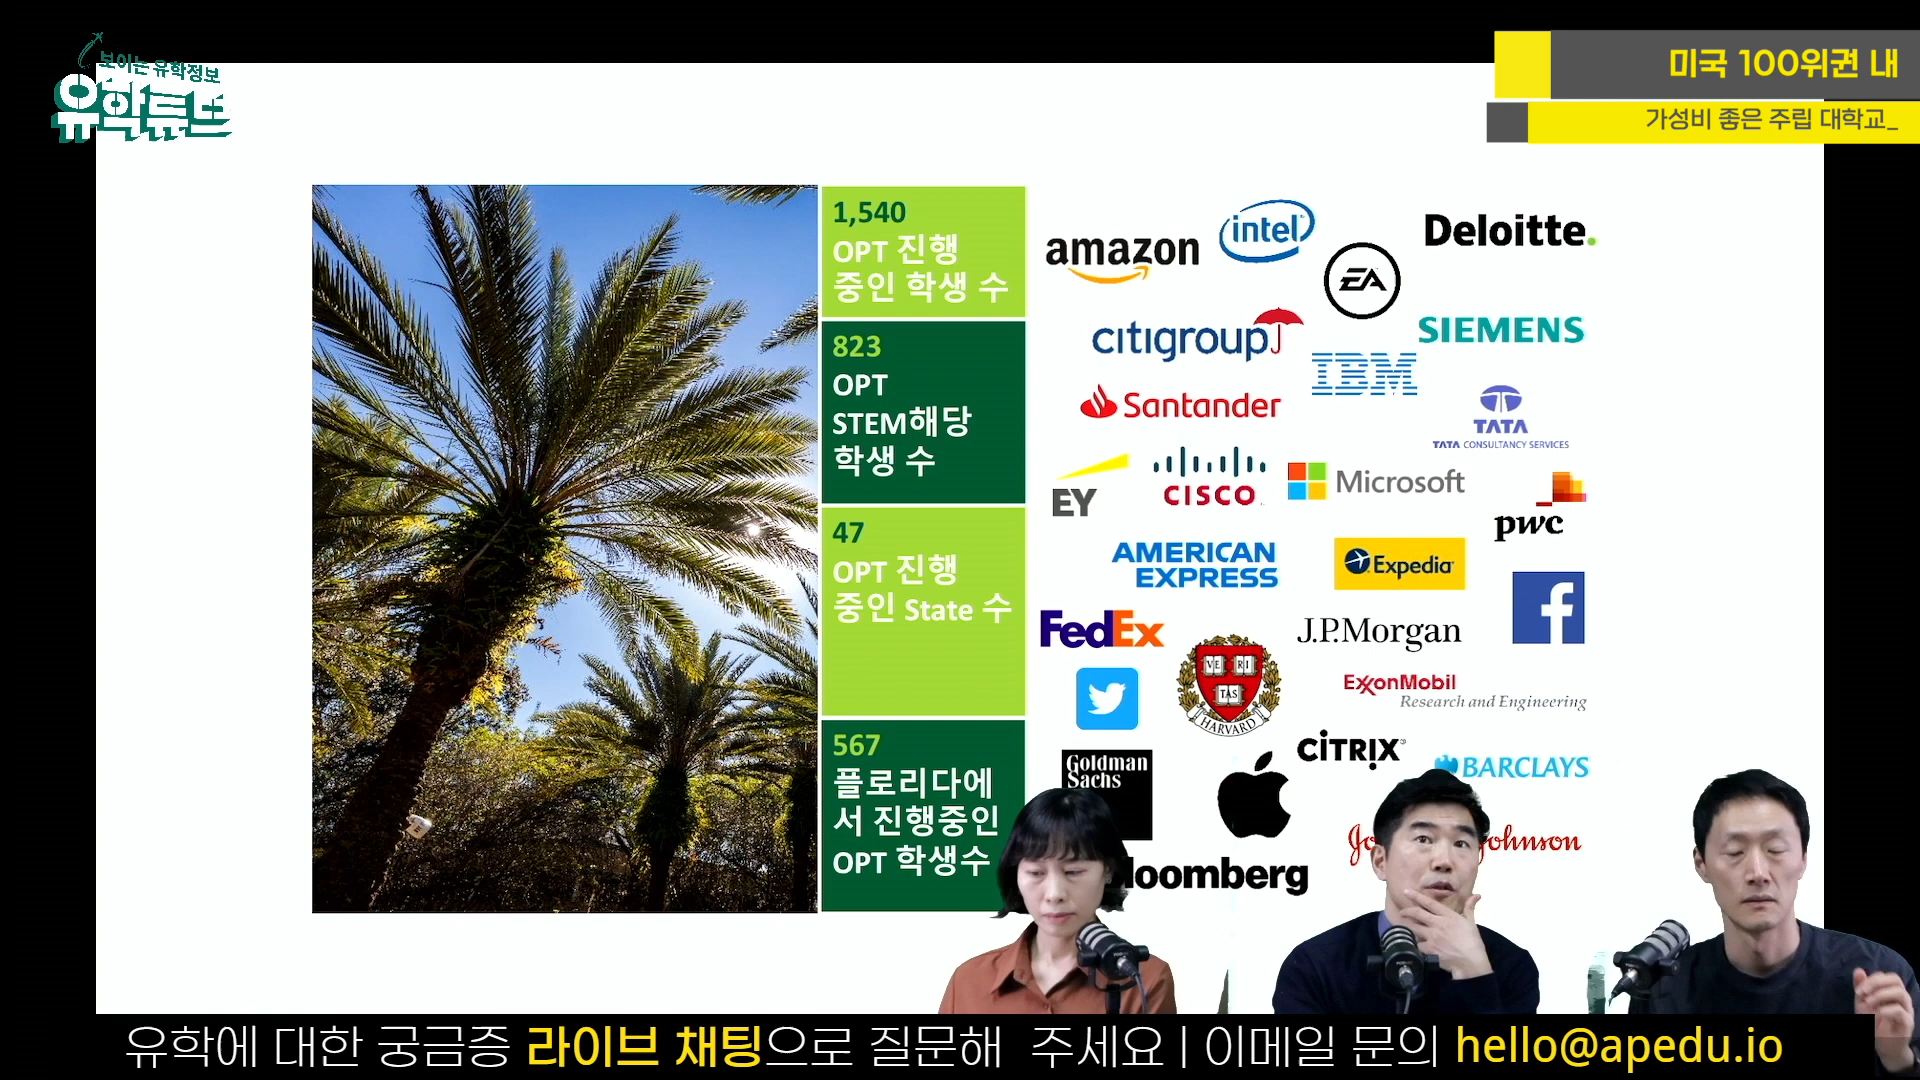 보이는 유학정보
유학튜브
미국 100위권 내
가성비 좋은 주립 대학교_
1,540
OPT 진행
중인 학생 수
823
OPT
STEM해당
학생 수
47
OPT 진행
중인 State 수
567
플로리다에
서 진행중인
OPT 학생수
amazon
intel
EA
Deloitte.
citigroup
SIEMENS
IBM
Santander
TATA
TATA CONSULTANCY SERVICES
EY
CISCO
Microsoft
pwc
AMERICAN
EXPRESS
Expedia
FedEx
J.P.Morgan
f
VE RI
TAS
HARVARD
ExxonMobil
Research and Engineering
Goldman
Sachs
CİTRIX
BARCLAYS
Jo ohnson
loomberg
유학에 대한 궁금증 라이브 채팅으로 질문해 주세요 | 이메일 문의 hello@apedu.io